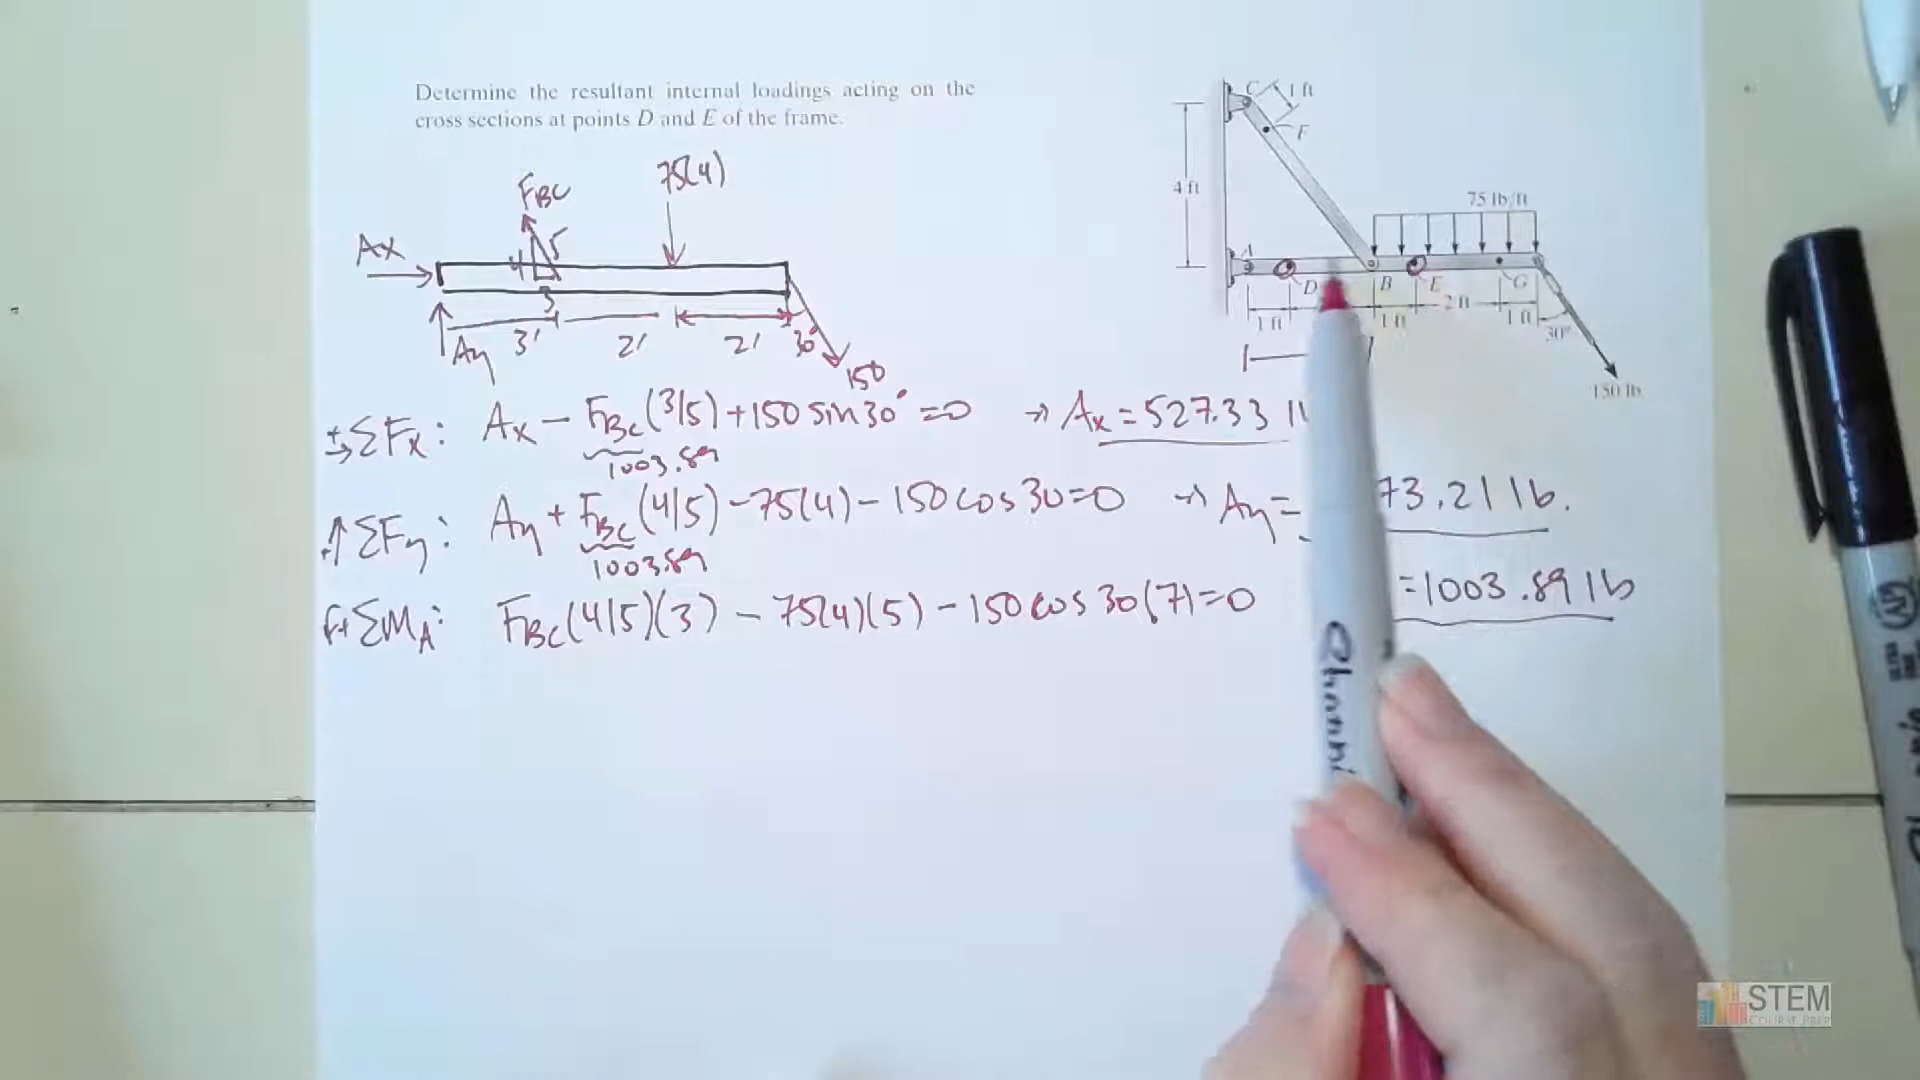 Determine the resultant internal loadings acting on the
cross sections at points D and E of the frame.
FBC
75(4)
Ax
4
5
3
Ay
3'
2'
2'
30°
150
C
1 ft
F
4 ft
75 lb/ft
A
D
B
E
G
1 ft
1 ft
2 ft
1 ft
30°
150 lb
+→ΣFx: Ax - FBC(3/5) + 150 sin 30° = 0 → Ax = 527.33
1003.89
+↑ΣFy: Ay + FBC(4/5) - 75(4) - 150 cos 30 = 0 → Ay = 73.21 lb.
1003.89
ΣMA: FBC(4/5)(3) - 75(4)(5) - 150 cos 30(7) = 0 = 1003.89 lb
STEM
COURSE PREP